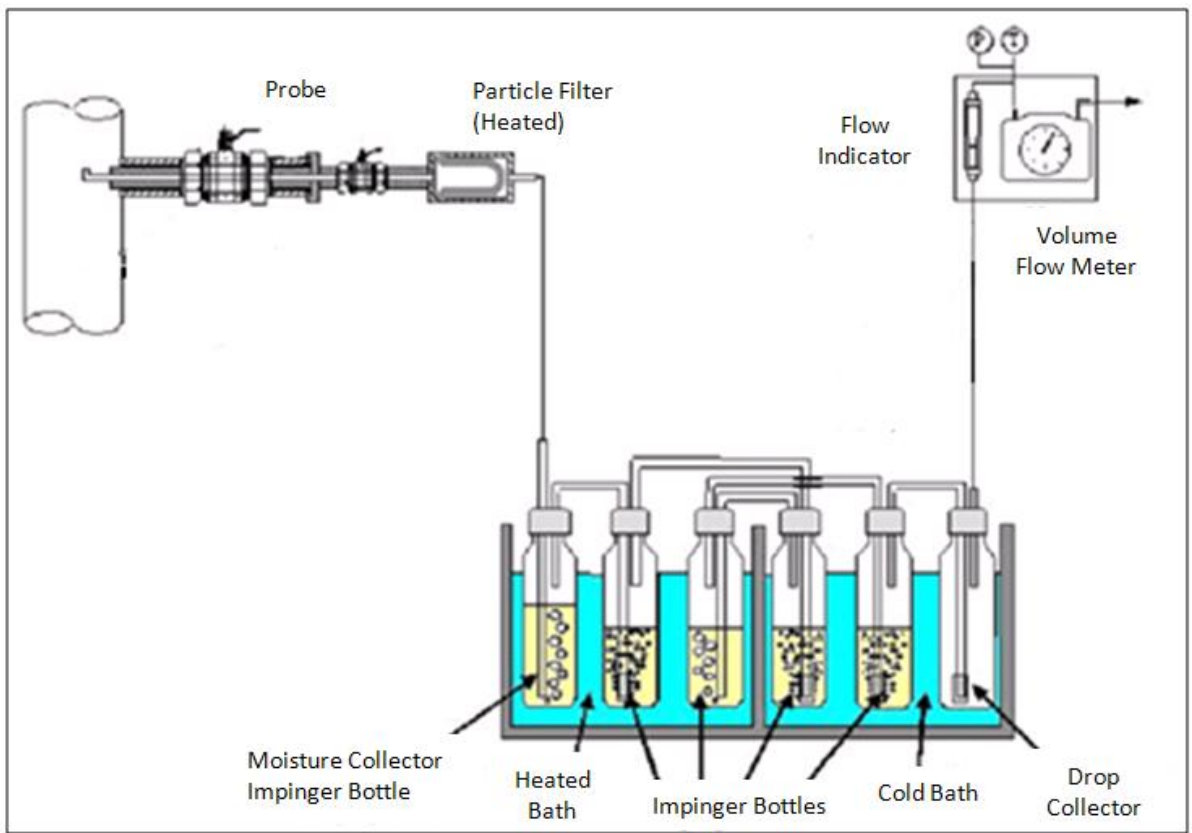 Probe
Particle Filter
(Heated)
Flow
Indicator
Volume
Flow Meter
Moisture Collector
Impinger Bottle
Heated
Bath
Impinger Bottles
Cold Bath
Drop
Collector